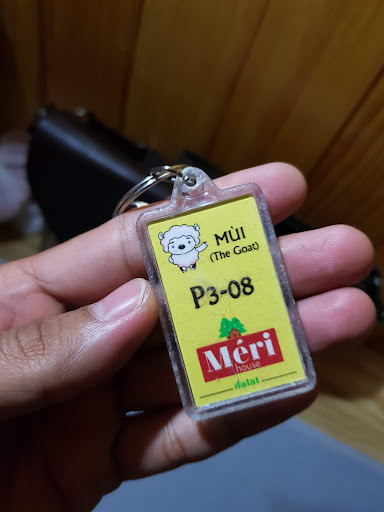 MÙI
(The Goat)
P3-08
Méri
house
dalat